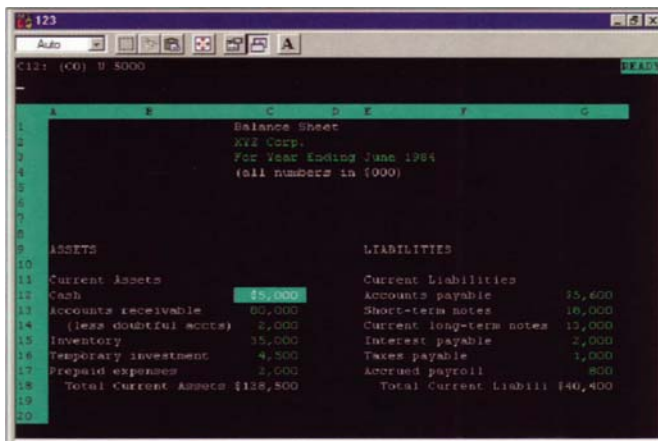 123
Auto
A
C12: (C0) U 5000
READY
A B C D E F G
1 Balance Sheet
2 XYZ Corp.
3 For Year Ending June 1984
4 (all numbers in $000)
5
6
7
8
9 ASSETS LIABILITIES
10
11 Current Assets Current Liabilities
12 Cash $5,000 Accounts payable $5,600
13 Accounts receivable 80,000 Short-term notes 18,000
14 (less doubtful accts) 2,000 Current long-term notes 13,000
15 Inventory 35,000 Interest payable 2,000
16 Temporary investment 4,500 Taxes payable 1,000
17 Prepaid expenses 2,000 Accrued payroll 800
18 Total Current Assets $128,500 Total Current Liabili $40,400
19
20